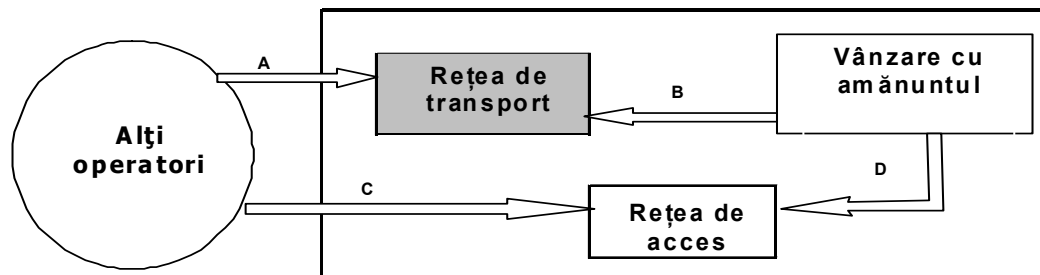 A
Rețea de
transport
Vânzare cu
amănuntul
B
Alţi
operatori
C
D
Rețea de
acces